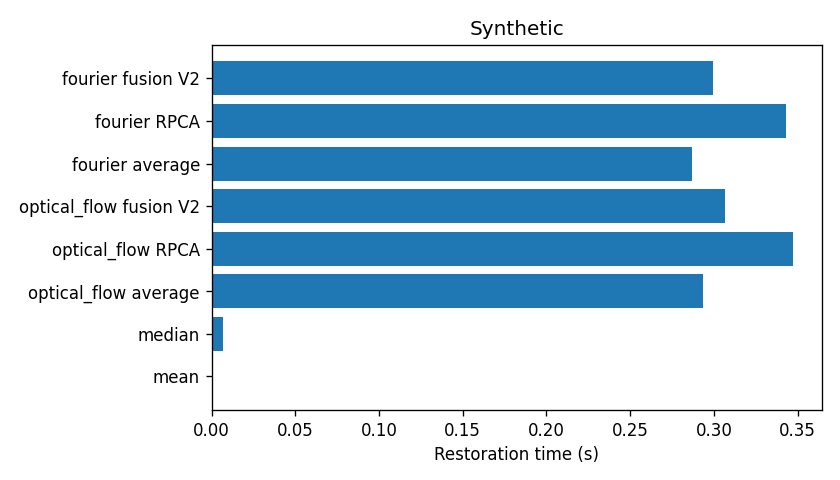 Synthetic
fourier fusion V2
fourier RPCA
fourier average
optical_flow fusion V2
optical_flow RPCA
optical_flow average
median
mean
0.00 0.05 0.10 0.15 0.20 0.25 0.30 0.35
Restoration time (s)